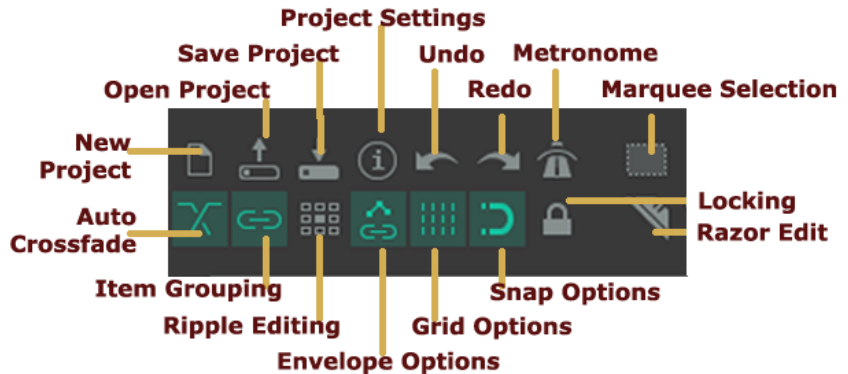 Project Settings
Save Project
Undo
Metronome
Open Project
Redo
Marquee Selection
New
Project
Auto
Crossfade
Locking
Razor Edit
Item Grouping
Snap Options
Ripple Editing
Grid Options
Envelope Options